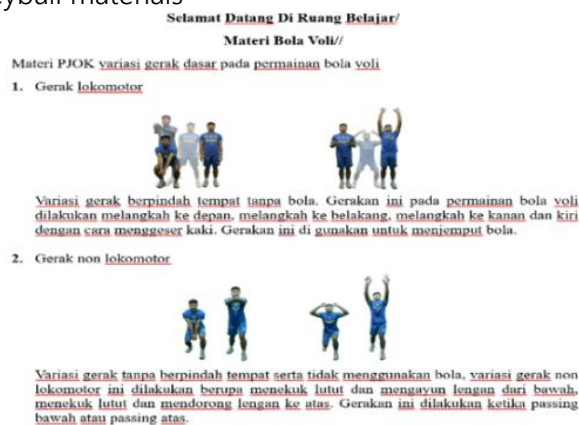 Selamat Datang Di Ruang Belajar/
Materi Bola Voli//
Materi PJOK variasi gerak dasar pada permainan bola voli
1. Gerak lokomotor
Variasi gerak berpindah tempat tanpa bola. Gerakan ini pada permainan bola voli
dilakukan melangkah ke depan, melangkah ke belakang, melangkah ke kanan dan kiri
dengan cara menggeser kaki. Gerakan ini di gunakan untuk menjemput bola.
2. Gerak non lokomotor
Variasi gerak tanpa berpindah tempat serta tidak menggunakan bola, variasi gerak non
lokomotor ini dilakukan berupa menekuk lutut dan mengayun lengan dari bawah,
menekuk lutut dan mendorong lengan ke atas. Gerakan ini dilakukan ketika passing
bawah atau passing atas.